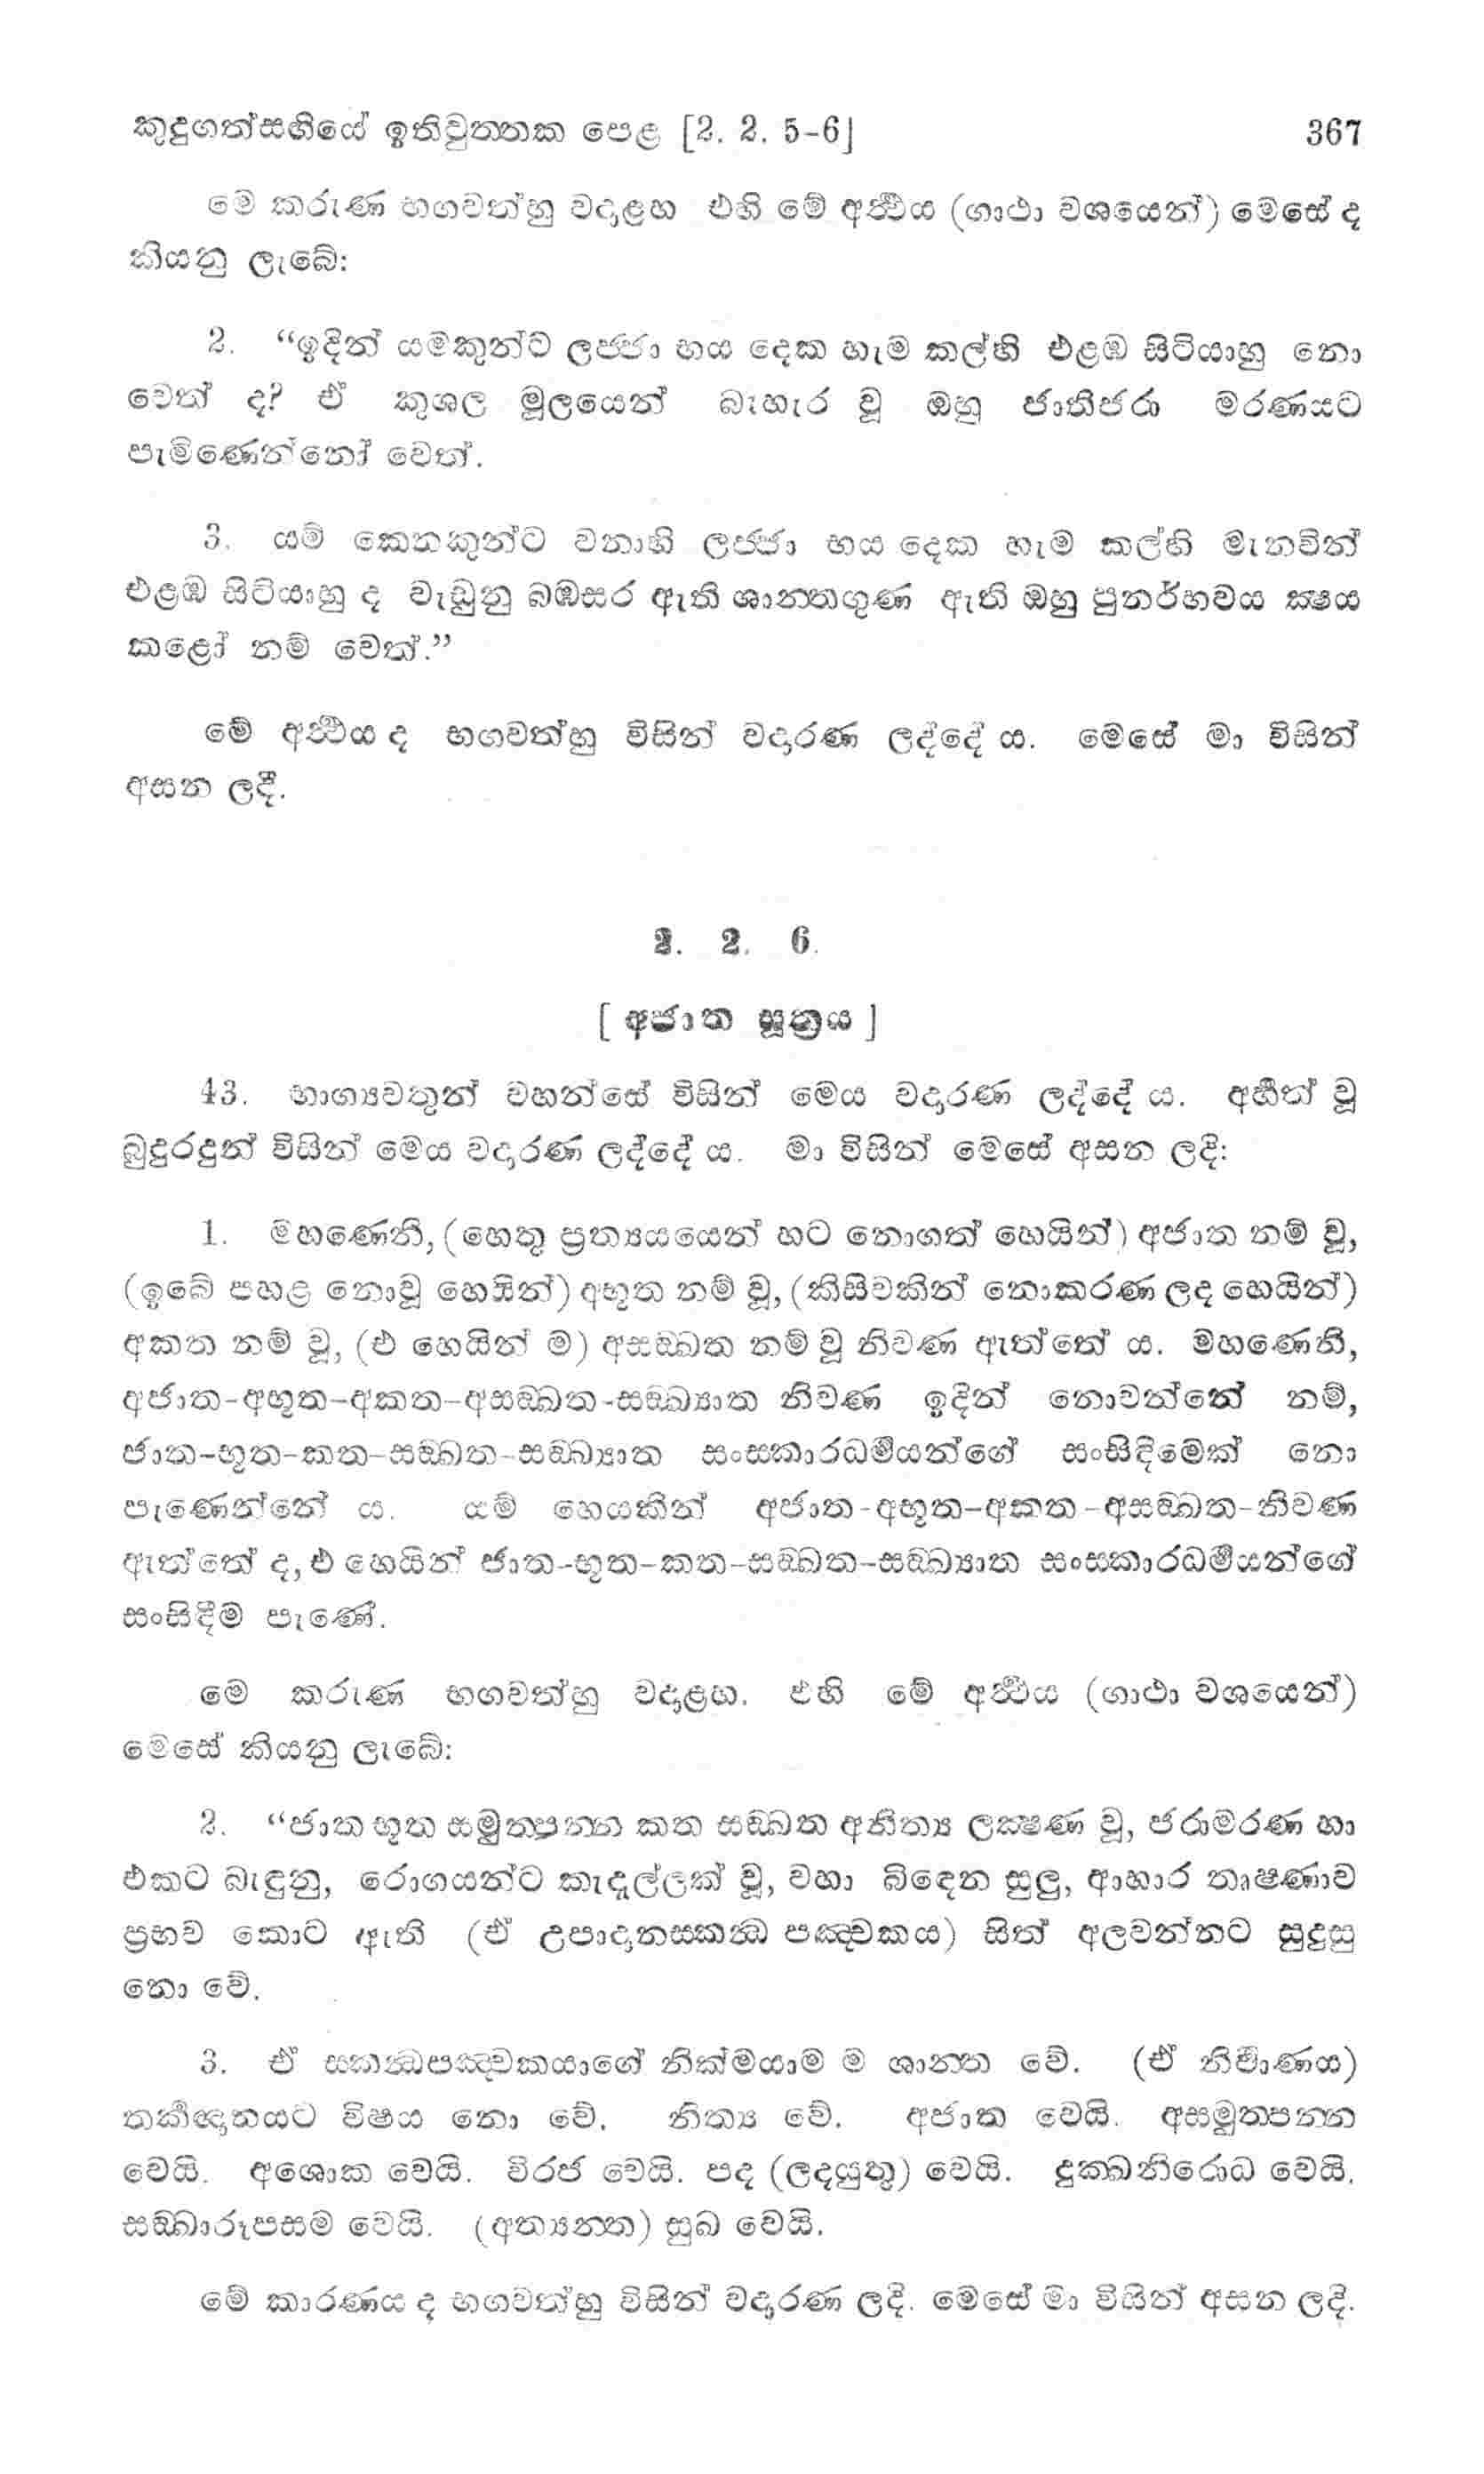 කුදුගත්සඟියේ ඉතිවුත්තක පෙළ [2. 2. 5-6] 367
මෙ කරුණ භගවත්හු වදාළහ එහි මේ අර්‍ත්‍ථය (ගාථා වශයෙන්) මෙසේ ද
කියනු ලැබේ:
2. “ඉදින් යමකුන්ට ලජ්ජා භය දෙක හැම කල්හි එළඹ සිටියාහු නො
වෙත් ද? ඒ කුශල මූලයෙන් බැහැර වූ ඔහු ජාතිජරා මරණයට
පැමිණෙන්නෝ වෙත්.
3. යම් කෙනකුන්ට වනාහි ලජ්ජා භය දෙක හැම කල්හි මැනවින්
එළඹ සිටියාහු ද වැඩුනු බඹසර ඇති ශාන්තගුණ ඇති ඔහු පුනර්භවය ක්‍ෂය
කළෝ නම් වෙත්.”
මේ අර්‍ත්‍ථය ද භගවත්හු විසින් වදාරණ ලද්දේ ය. මෙසේ මා විසින්
අසන ලදී.
2. 2. 6.
[ අජාත සූත්‍රය ]
43. භාග්‍යවතුන් වහන්සේ විසින් මෙය වදාරණ ලද්දේ ය. අර්‍හත් වූ
බුදුරදුන් විසින් මෙය වදාරණ ලද්දේ ය. මා විසින් මෙසේ අසන ලදි:
1. මහණෙනි, (හෙතු ප්‍රත්‍යයයෙන් හට නොගත් හෙයින්) අජාත නම් වූ,
(ඉබේ පහළ නොවූ හෙයින්) අභූත නම් වූ, (කිසිවකින් නොකරණ ලද හෙයින්)
අකත නම් වූ, (එ හෙයින් ම) අසඞ්ඛත නම් වූ නිවණ ඇත්තේ ය. මහණෙනි,
අජාත-අභූත-අකත-අසඞ්ඛත-සඞ්ඛ්‍යාත නිවණ ඉදින් නොවන්නේ නම්,
ජාත-භූත-කත-සඞ්ඛත-සඞ්ඛ්‍යාත සංස්කාරධර්‍මයන්ගේ සංසිඳිමෙක් නො
පැණෙන්නේ ය. යම් හෙයකින් අජාත-අභූත-අකත-අසඞ්ඛත-නිවණ
ඇත්තේ ද, එ හෙයින් ජාත-භූත-කත-සඞ්ඛත-සඞ්ඛ්‍යාත සංස්කාරධර්‍මයන්ගේ
සංසිඳීම පැණේ.
මෙ කරුණ භගවත්හු වදාළහ. එහි මේ අර්‍ත්‍ථය (ගාථා වශයෙන්)
මෙසේ කියනු ලැබේ:
2. “ජාත භූත සමුත්පන්න කත සඞ්ඛත අනිත්‍ය ලක්‍ෂණ වූ, ජරාමරණ හා
එකට බැඳුනු, රොගයන්ට කැදැල්ලක් වූ, වහා බිඳෙන සුලු, ආහාර තෘෂ්ණාව
ප්‍රභව කොට ඇති (ඒ උපාදානස්කන්‍ධ පඤ්චකය) සිත් අලවන්නට සුදුසු
නො වේ.
3. ඒ ස්කන්‍ධපඤ්චකයාගේ නික්මයාම ම ශාන්ත වේ. (ඒ නිර්‍වාණය)
තර්‍කඥානයට විෂය නො වේ. නිත්‍ය වේ. අජාත වෙයි. අසමුත්පන්න
වෙයි. අශොක වෙයි. විරජ වෙයි. පද (ලදයුතු) වෙයි. දුක්ඛනිරොධ වෙයි.
සඞ්ඛාරූපසම වෙයි. (අත්‍යන්ත) සුඛ වෙයි.
මේ කාරණය ද භගවත්හු විසින් වදාරණ ලදි. මෙසේ මා විසින් අසන ලදි.